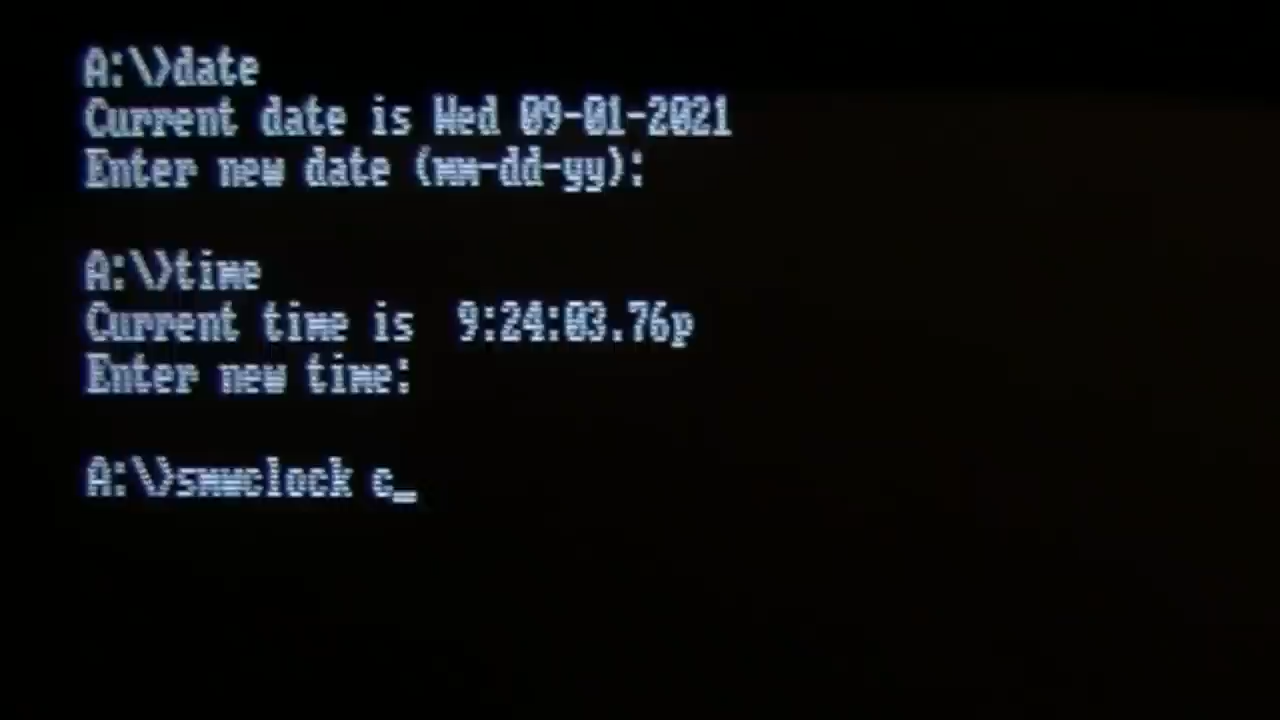 A:\>date
Current date is Wed 09-01-2021
Enter new date (mm-dd-yy):
A:\>time
Current time is  9:24:03.76p
Enter new time:
A:\>smwclock c_